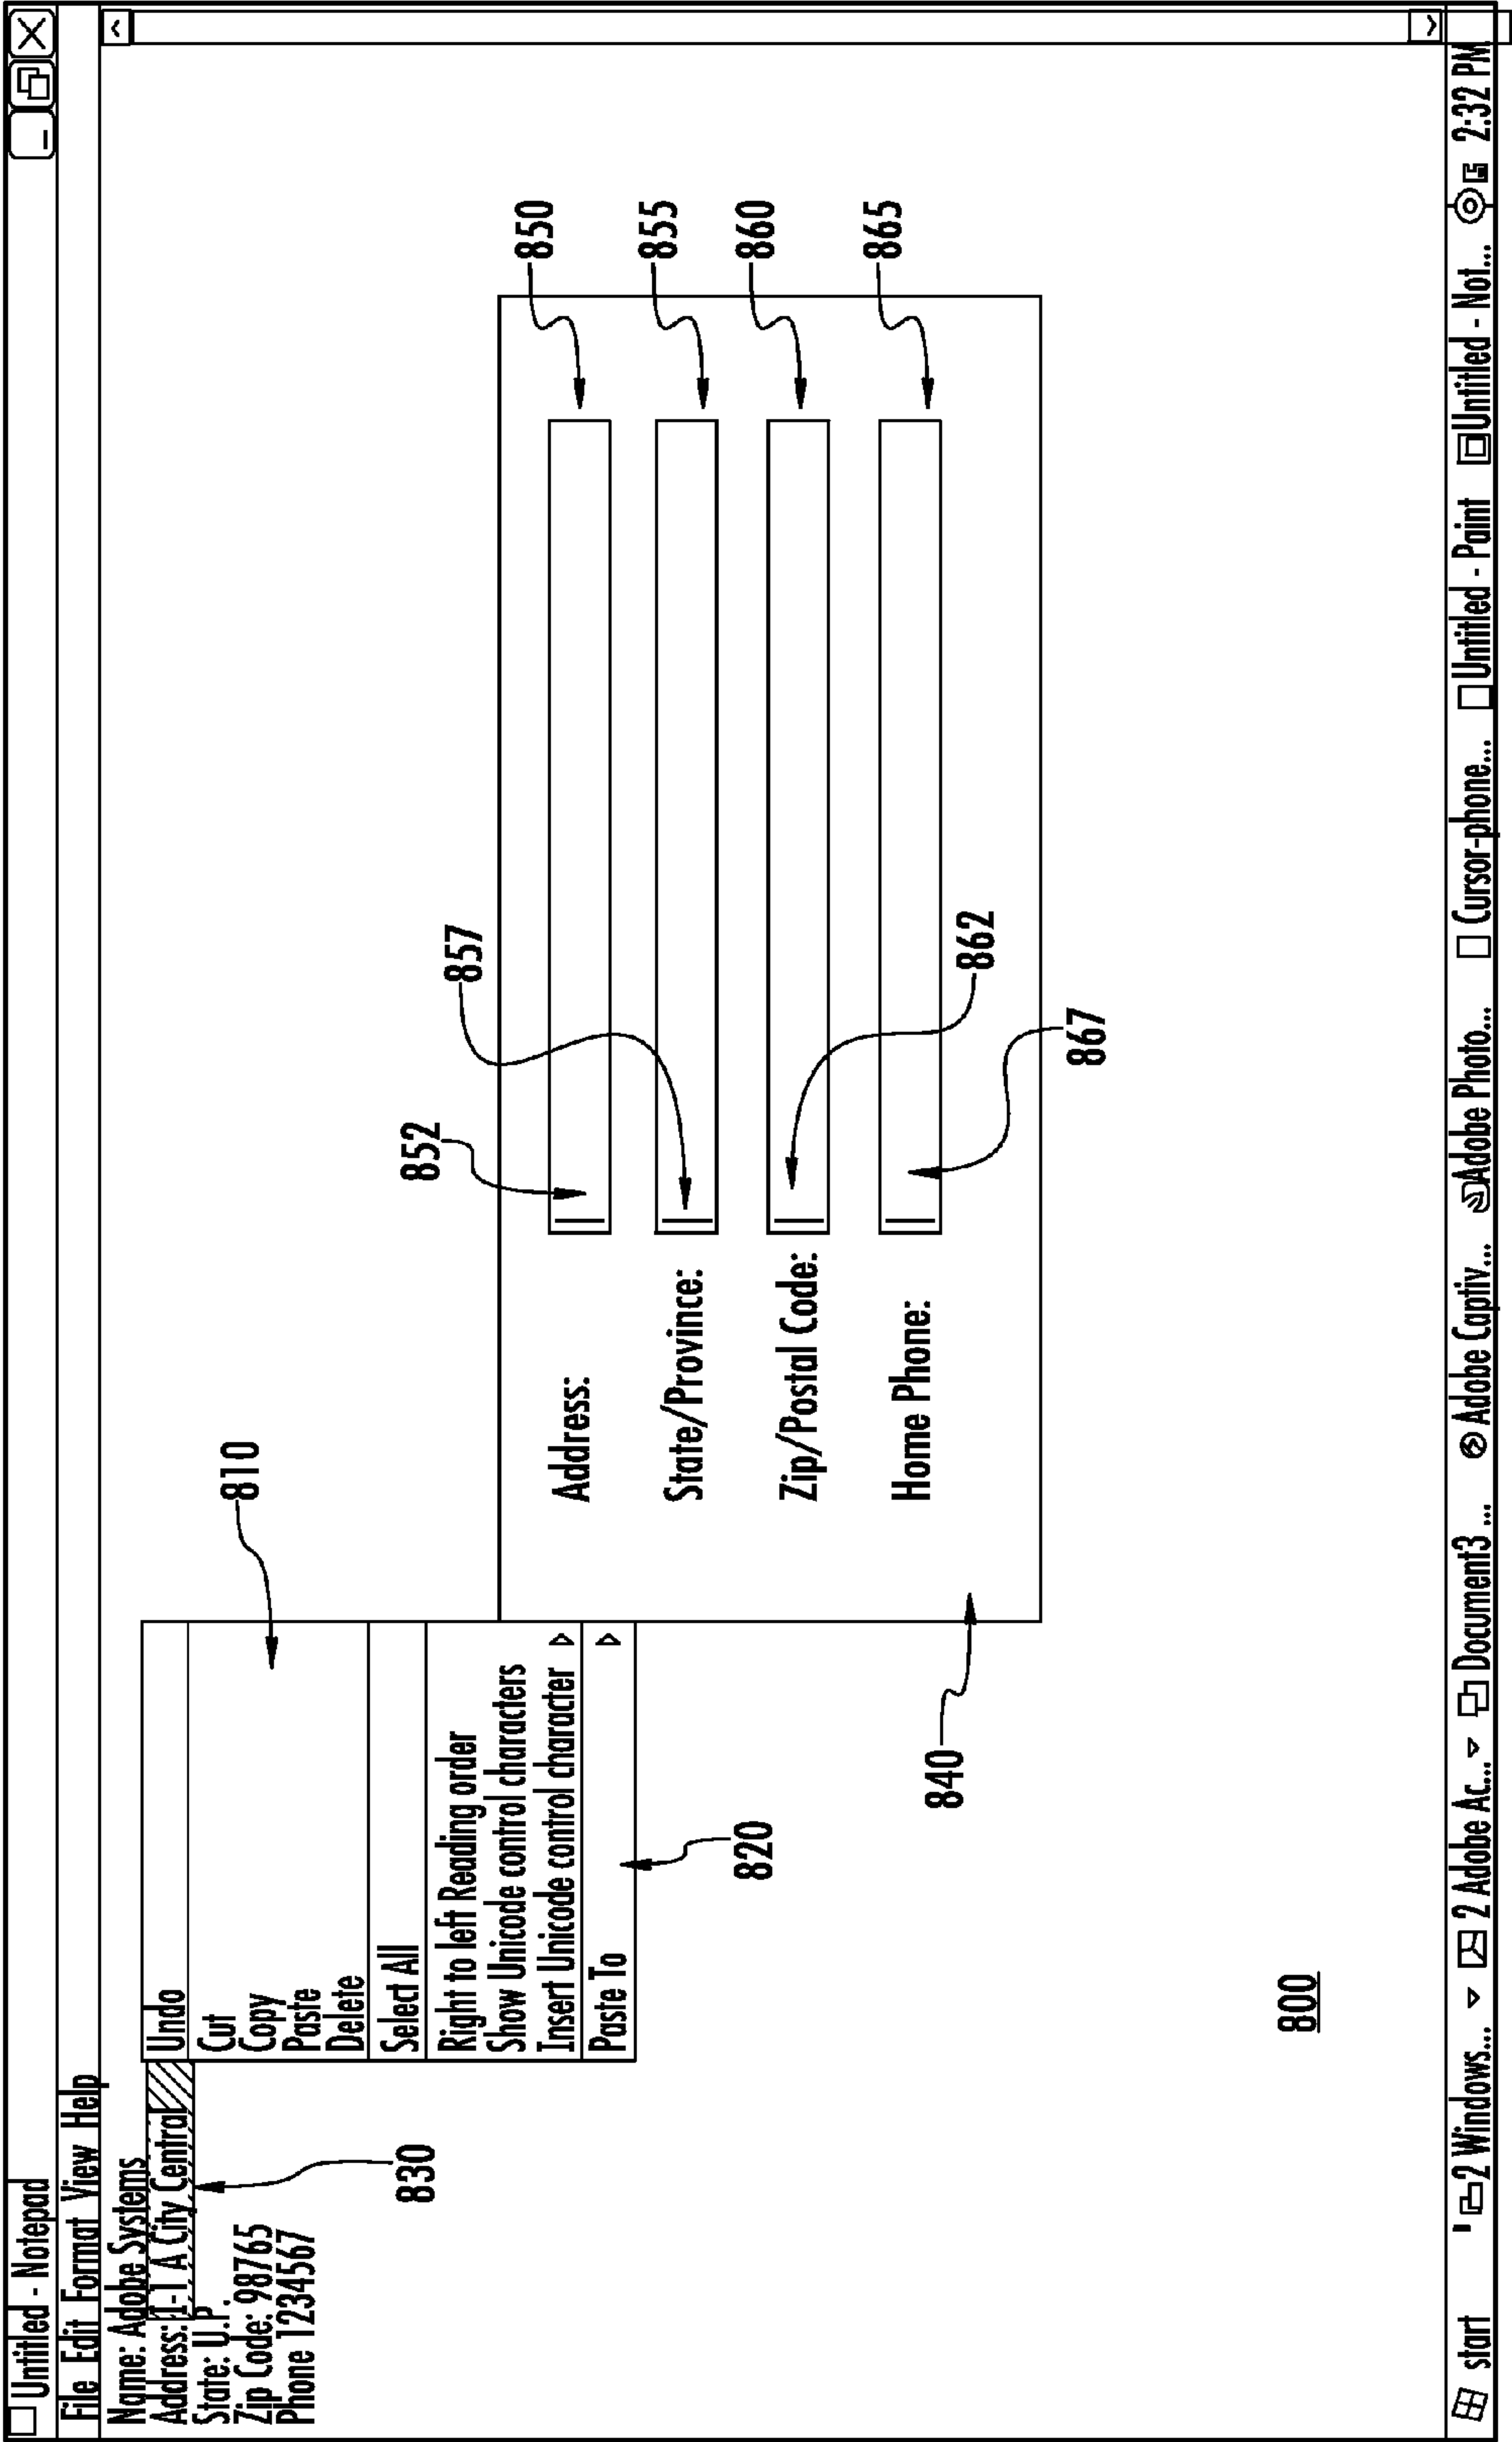 Untitled - Notepad
File Edit Format View Help
Name: Adobe Systems
Address: 1-1 A City Central
State: U.P.
Zip Code: 98765
Phone 1234567
830
Undo
Cut
Copy
Paste
Delete
Select All
Right to left Reading order
Show Unicode control characters
Insert Unicode control character
Paste To
810
820
840
Address:
State/Province:
Zip/Postal Code:
Home Phone:
852
857
862
867
850
855
860
865
800
start 2 Windows... 2 Adobe Ac... Document3 ... Adobe Captiv... Adobe Photo... Cursor-phone... Untitled - Paint Untitled - Not... 2:32 PM